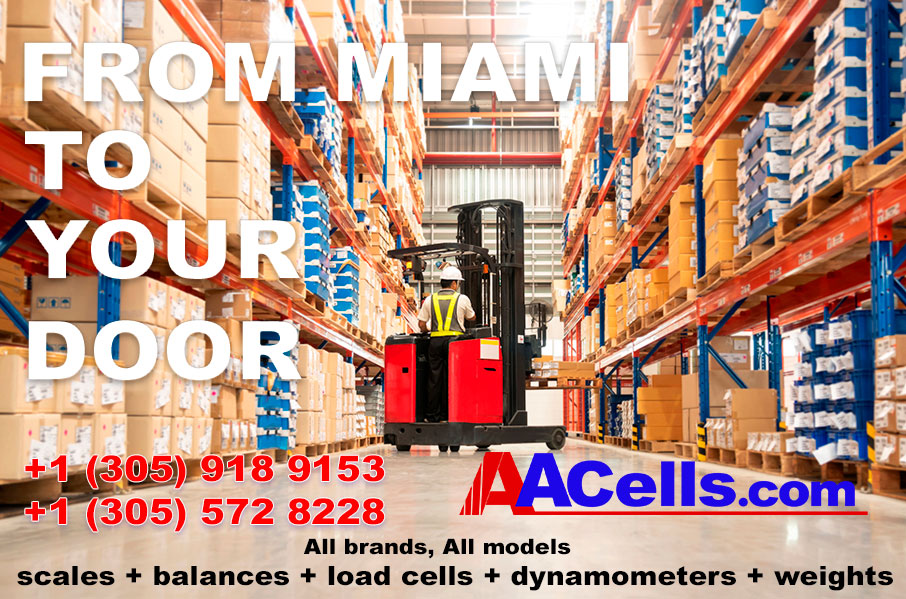 FROM MIAMI
TO
YOUR
DOOR
+1 (305) 918 9153
+1 (305) 572 8228
AACells.com
All brands, All models
scales + balances + load cells + dynamometers + weights